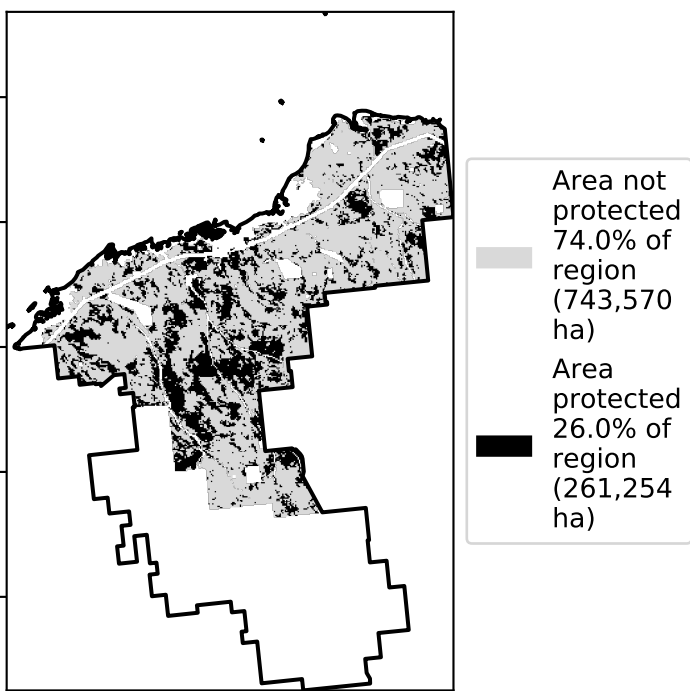 Area not
protected
74.0% of
region
(743,570
ha)
Area
protected
26.0% of
region
(261,254
ha)